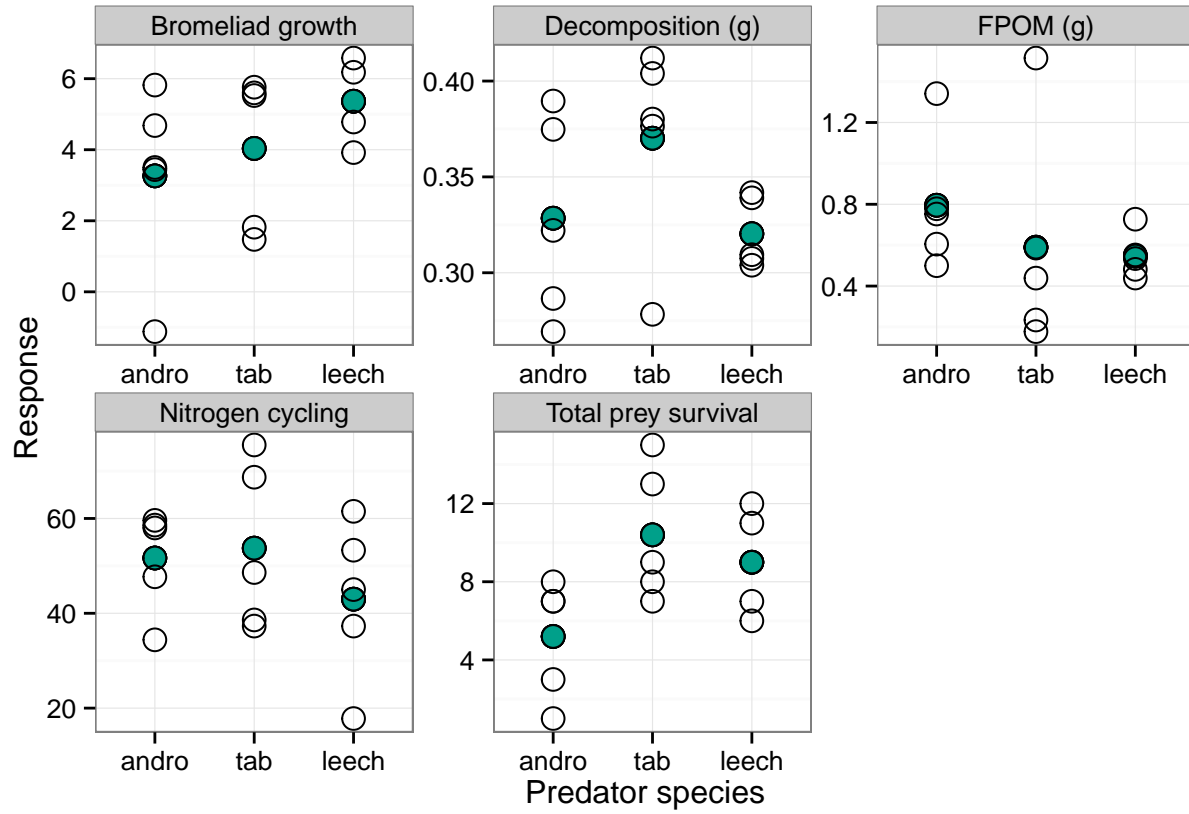 Bromeliad growth
Decomposition (g)
FPOM (g)
6
4
2
0
0.40
0.35
0.30
1.2
0.8
0.4
andro tab leech
andro tab leech
andro tab leech
Response
Nitrogen cycling
Total prey survival
60
40
20
12
8
4
andro tab leech
andro tab leech
Predator species